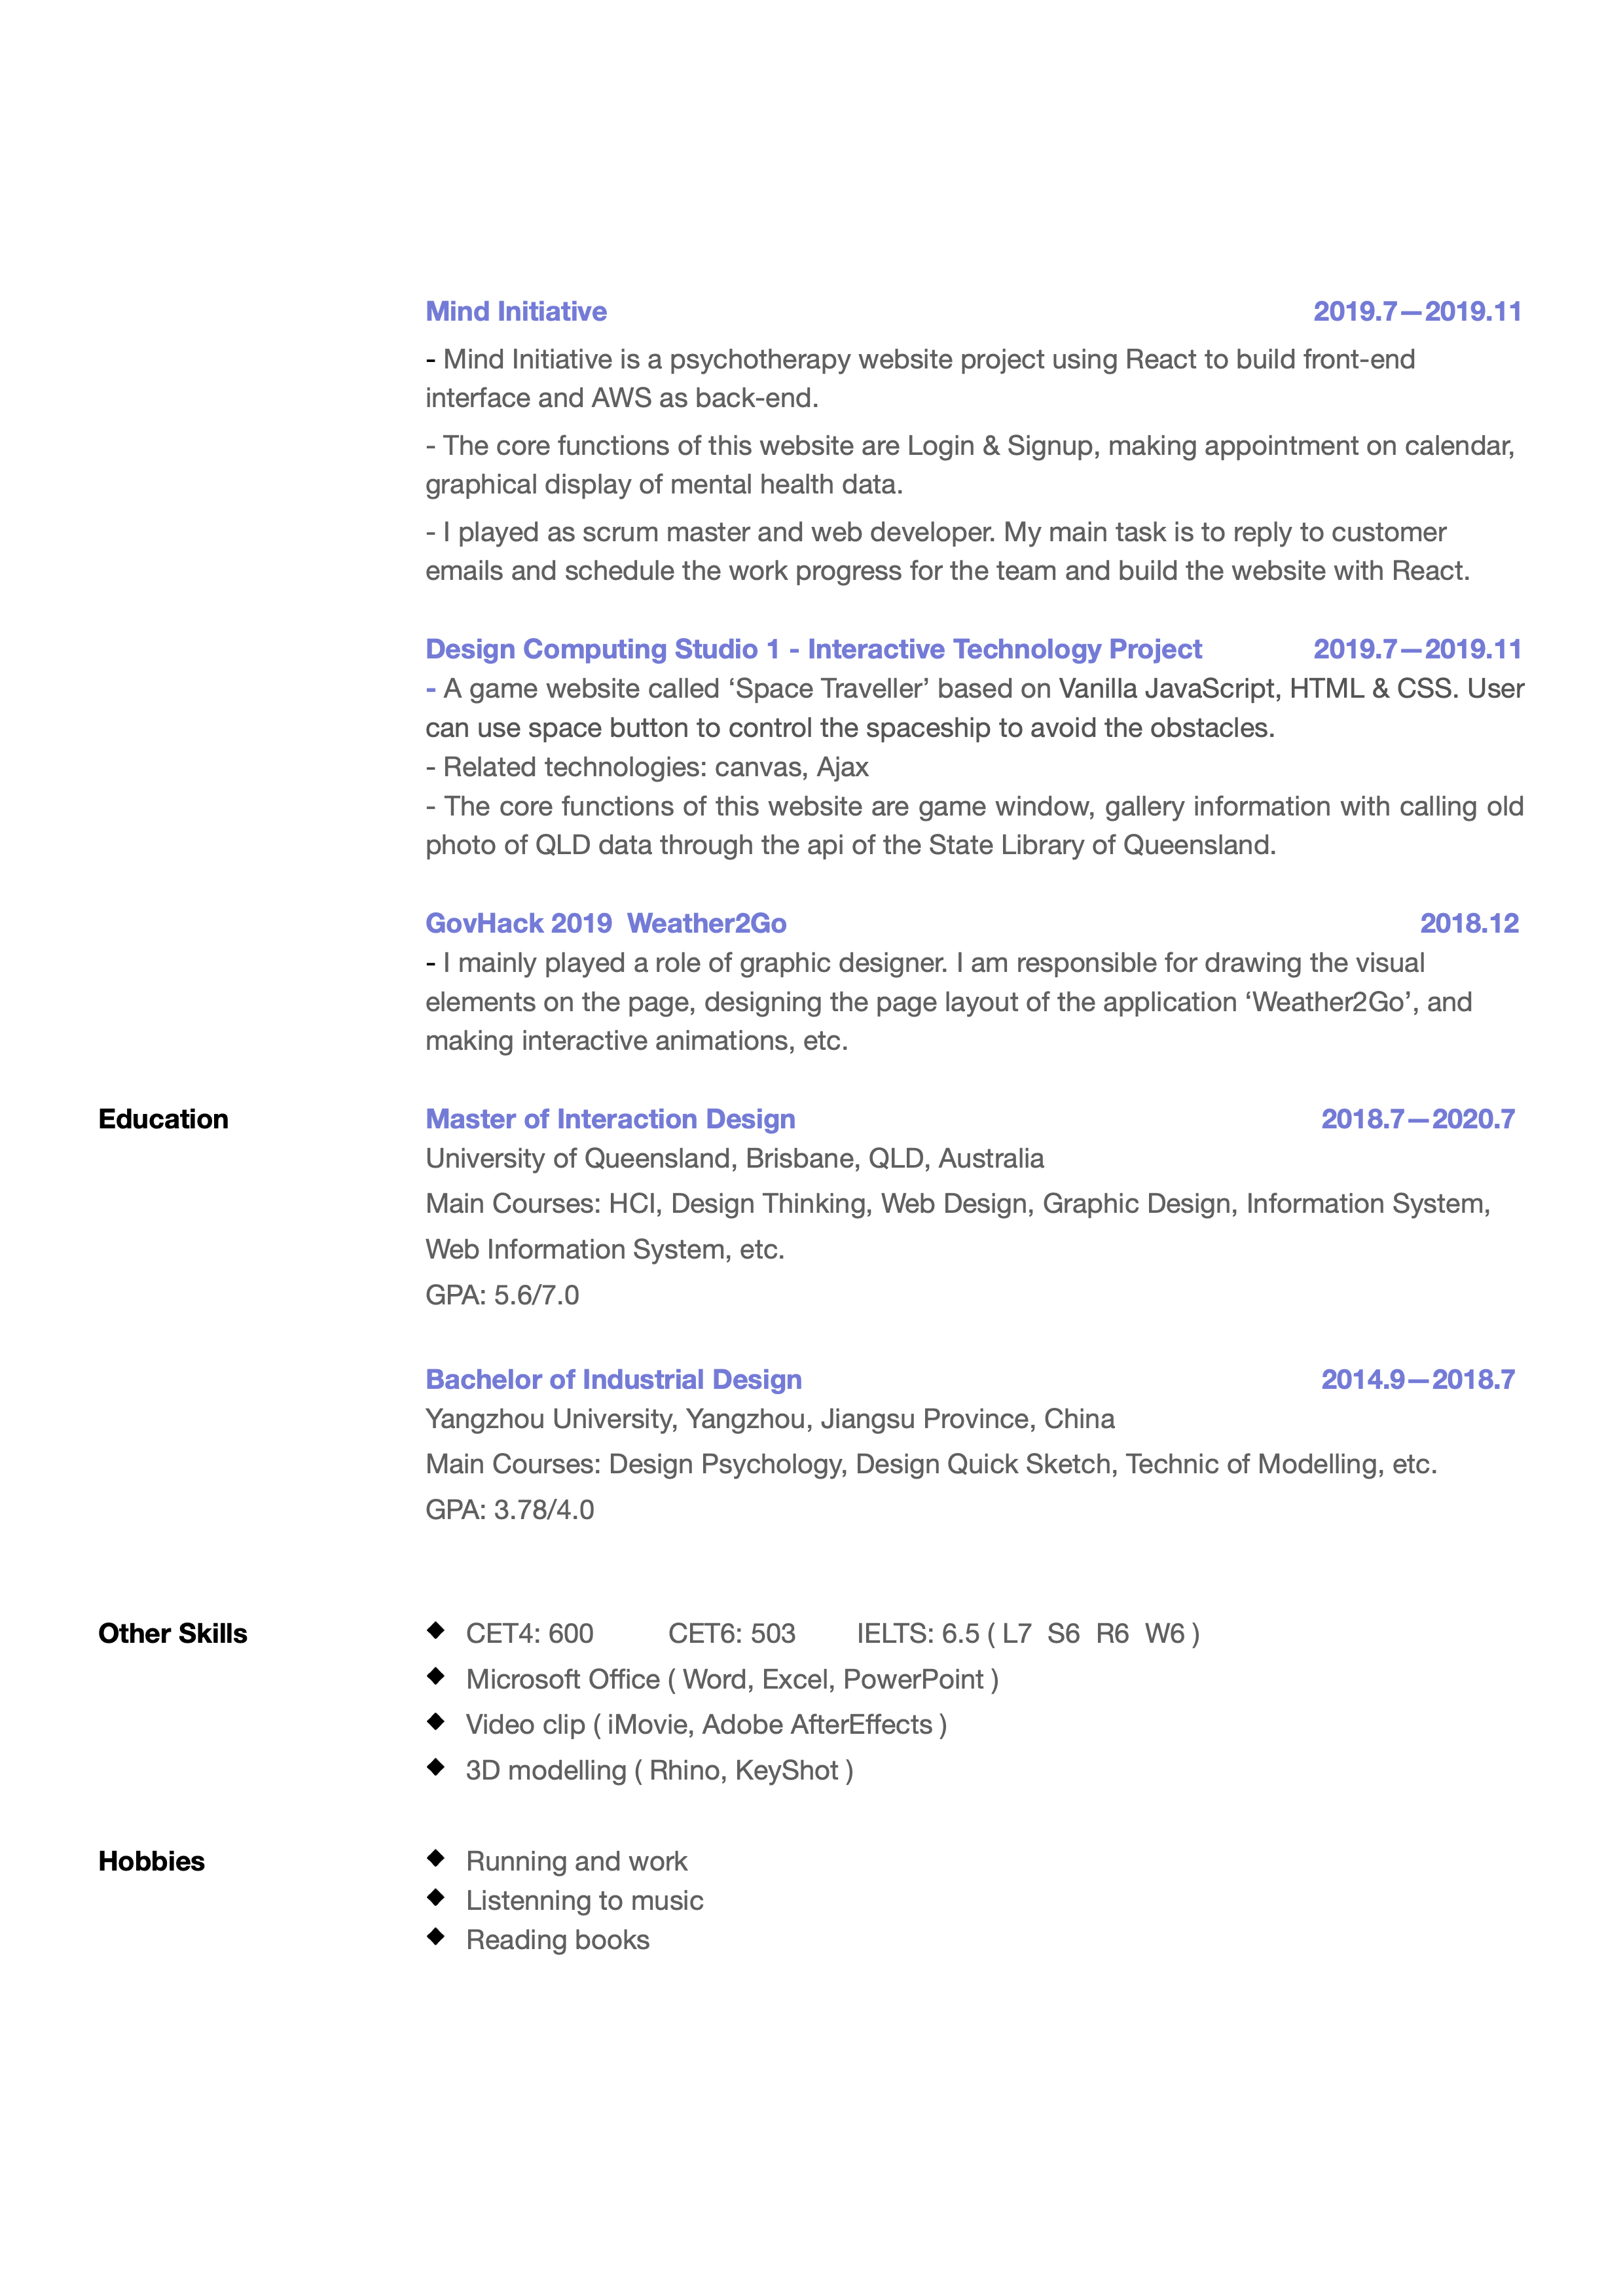 Mind Initiative 2019.7—2019.11
- Mind Initiative is a psychotherapy website project using React to build front-end
interface and AWS as back-end.
- The core functions of this website are Login & Signup, making appointment on calendar,
graphical display of mental health data.
- I played as scrum master and web developer. My main task is to reply to customer
emails and schedule the work progress for the team and build the website with React.
Design Computing Studio 1 - Interactive Technology Project 2019.7—2019.11
- A game website called ‘Space Traveller’ based on Vanilla JavaScript, HTML & CSS. User
can use space button to control the spaceship to avoid the obstacles.
- Related technologies: canvas, Ajax
- The core functions of this website are game window, gallery information with calling old
photo of QLD data through the api of the State Library of Queensland.
GovHack 2019 Weather2Go 2018.12
- I mainly played a role of graphic designer. I am responsible for drawing the visual
elements on the page, designing the page layout of the application ‘Weather2Go’, and
making interactive animations, etc.
Education Master of Interaction Design 2018.7—2020.7
University of Queensland, Brisbane, QLD, Australia
Main Courses: HCI, Design Thinking, Web Design, Graphic Design, Information System,
Web Information System, etc.
GPA: 5.6/7.0
Bachelor of Industrial Design 2014.9—2018.7
Yangzhou University, Yangzhou, Jiangsu Province, China
Main Courses: Design Psychology, Design Quick Sketch, Technic of Modelling, etc.
GPA: 3.78/4.0
Other Skills ◆ CET4: 600 CET6: 503 IELTS: 6.5 ( L7 S6 R6 W6 )
◆ Microsoft Office ( Word, Excel, PowerPoint )
◆ Video clip ( iMovie, Adobe AfterEffects )
◆ 3D modelling ( Rhino, KeyShot )
Hobbies ◆ Running and work
◆ Listenning to music
◆ Reading books